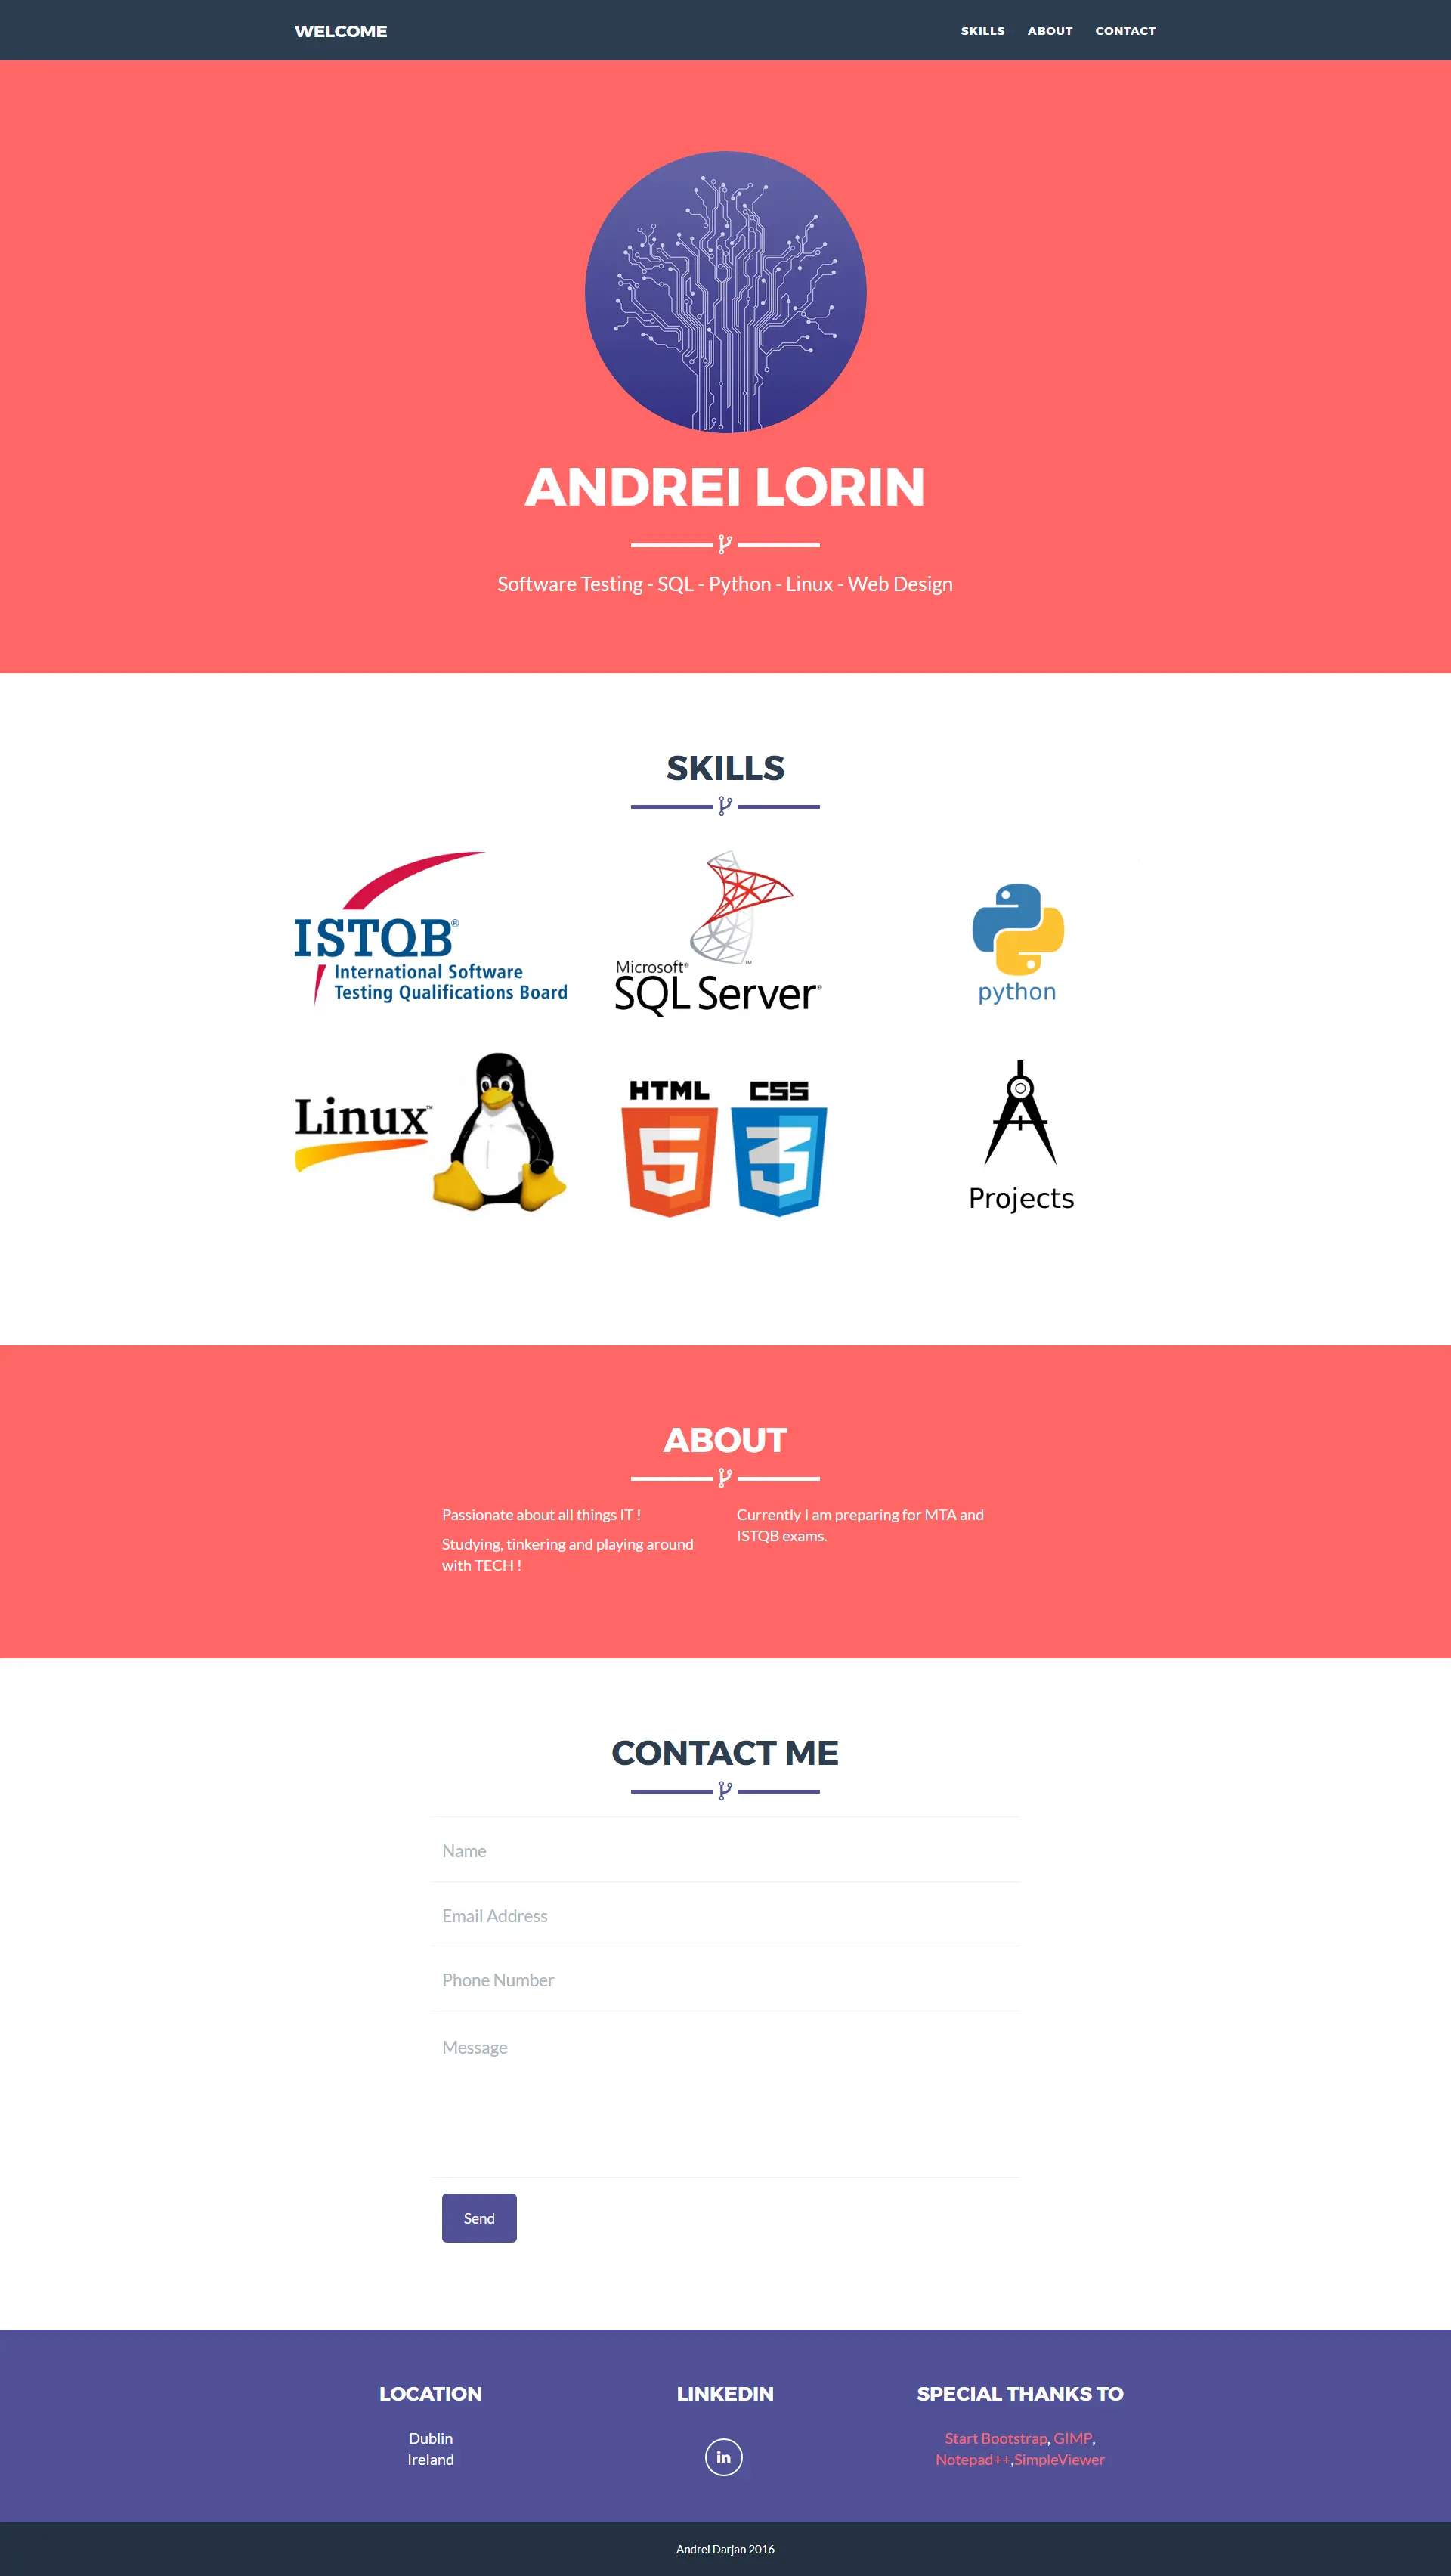 WELCOME
SKILLS ABOUT CONTACT
ANDREI LORIN
Software Testing - SQL - Python - Linux - Web Design
SKILLS
ISTQB®
International Software
Testing Qualifications Board
Microsoft®
SQL Server®
python
Linux™
HTML
5
CSS
3
Projects
ABOUT
Passionate about all things IT !
Studying, tinkering and playing around
with TECH !
Currently I am preparing for MTA and
ISTQB exams.
CONTACT ME
Name
Email Address
Phone Number
Message
Send
LOCATION
Dublin
Ireland
LINKEDIN
in
SPECIAL THANKS TO
Start Bootstrap, GIMP,
Notepad++,SimpleViewer
Andrei Darjan 2016